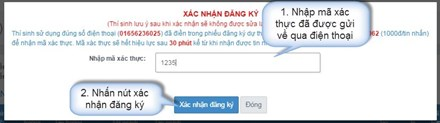 XÁC NHẬN ĐĂNG KÝ
(Thí sinh lưu ý sau khi xác nhận sẽ không được sửa
Thí sinh sử dụng đúng số điện thoại (01656236025) đã điền trong phiếu đăng ký dự th 62 (1000đ/tin nhắn)
để nhận mã xác thực. Mã xác thực sẽ hết hiệu lực sau 30 phút kể từ khi nhận được tin n
1. Nhập mã xác
thực đã được gửi
về qua điện thoại
Nhập mã xác thực:
1235
2. Nhấn nút xác
nhận đăng ký
Xác nhận đăng ký
Đóng